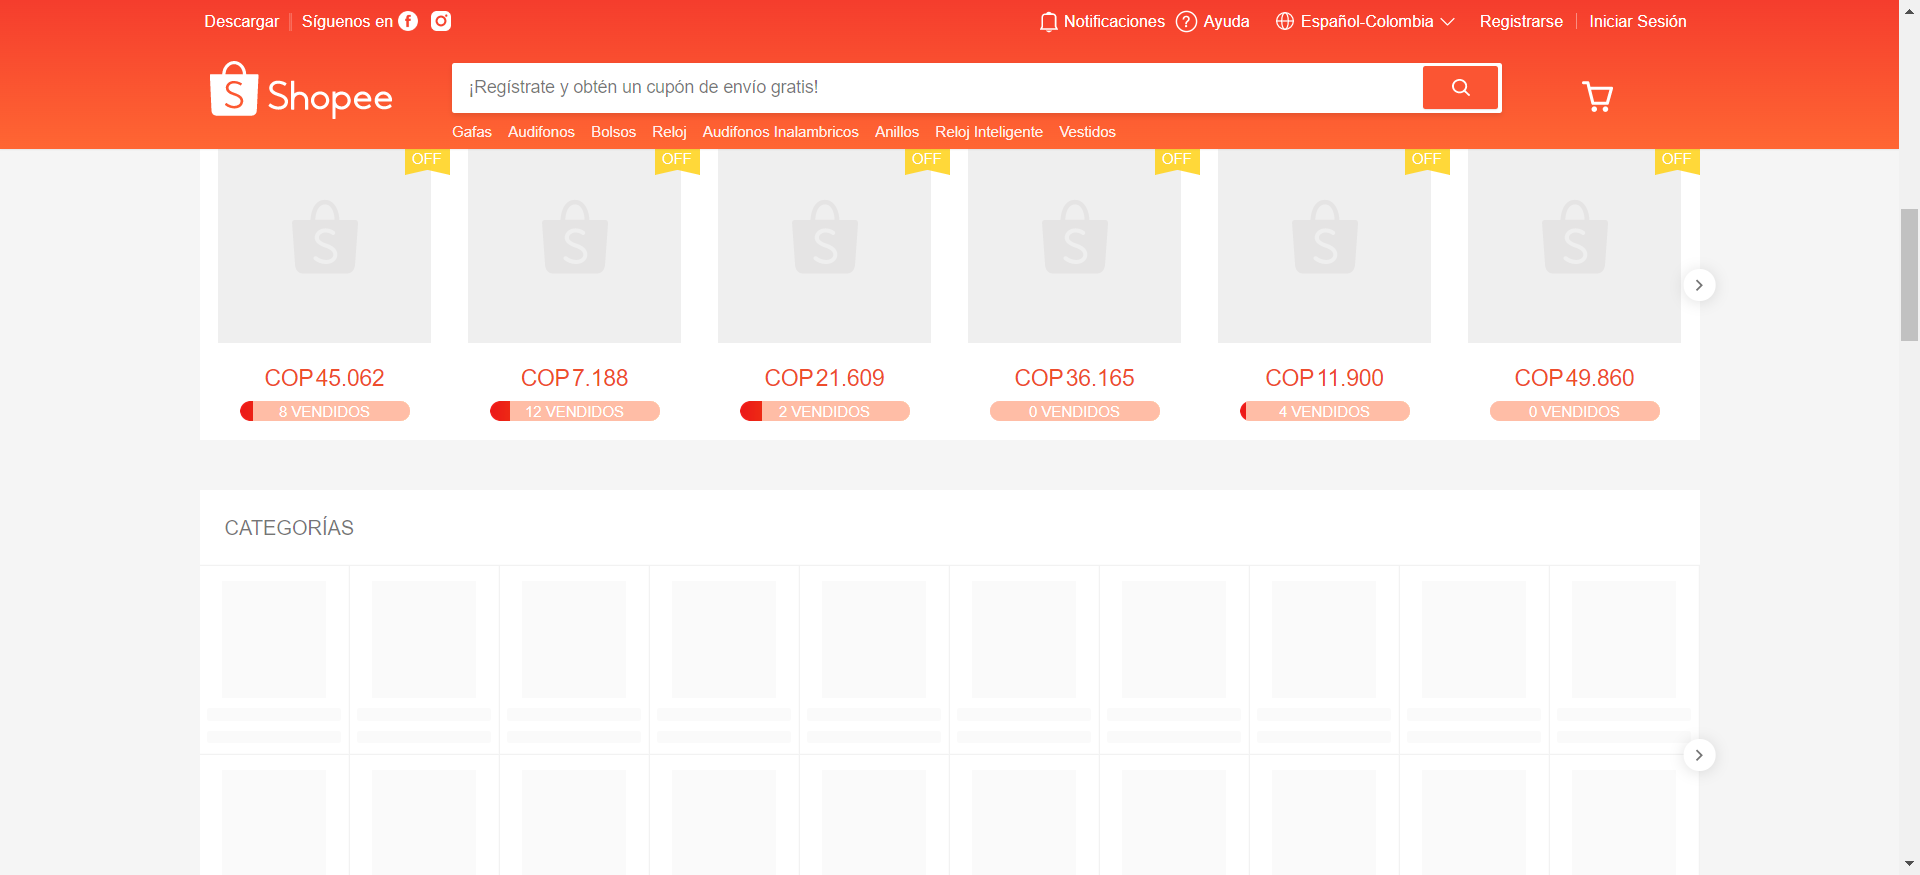 Descargar Síguenos en Notificaciones Ayuda Español-Colombia Registrarse Iniciar Sesión
Shopee ¡Regístrate y obtén un cupón de envío gratis!
Gafas Audifonos Bolsos Reloj Audifonos Inalambricos Anillos Reloj Inteligente Vestidos
OFF OFF OFF OFF OFF OFF
COP45.062 COP7.188 COP21.609 COP36.165 COP11.900 COP49.860
8 VENDIDOS 12 VENDIDOS 2 VENDIDOS 0 VENDIDOS 4 VENDIDOS 0 VENDIDOS
CATEGORÍAS